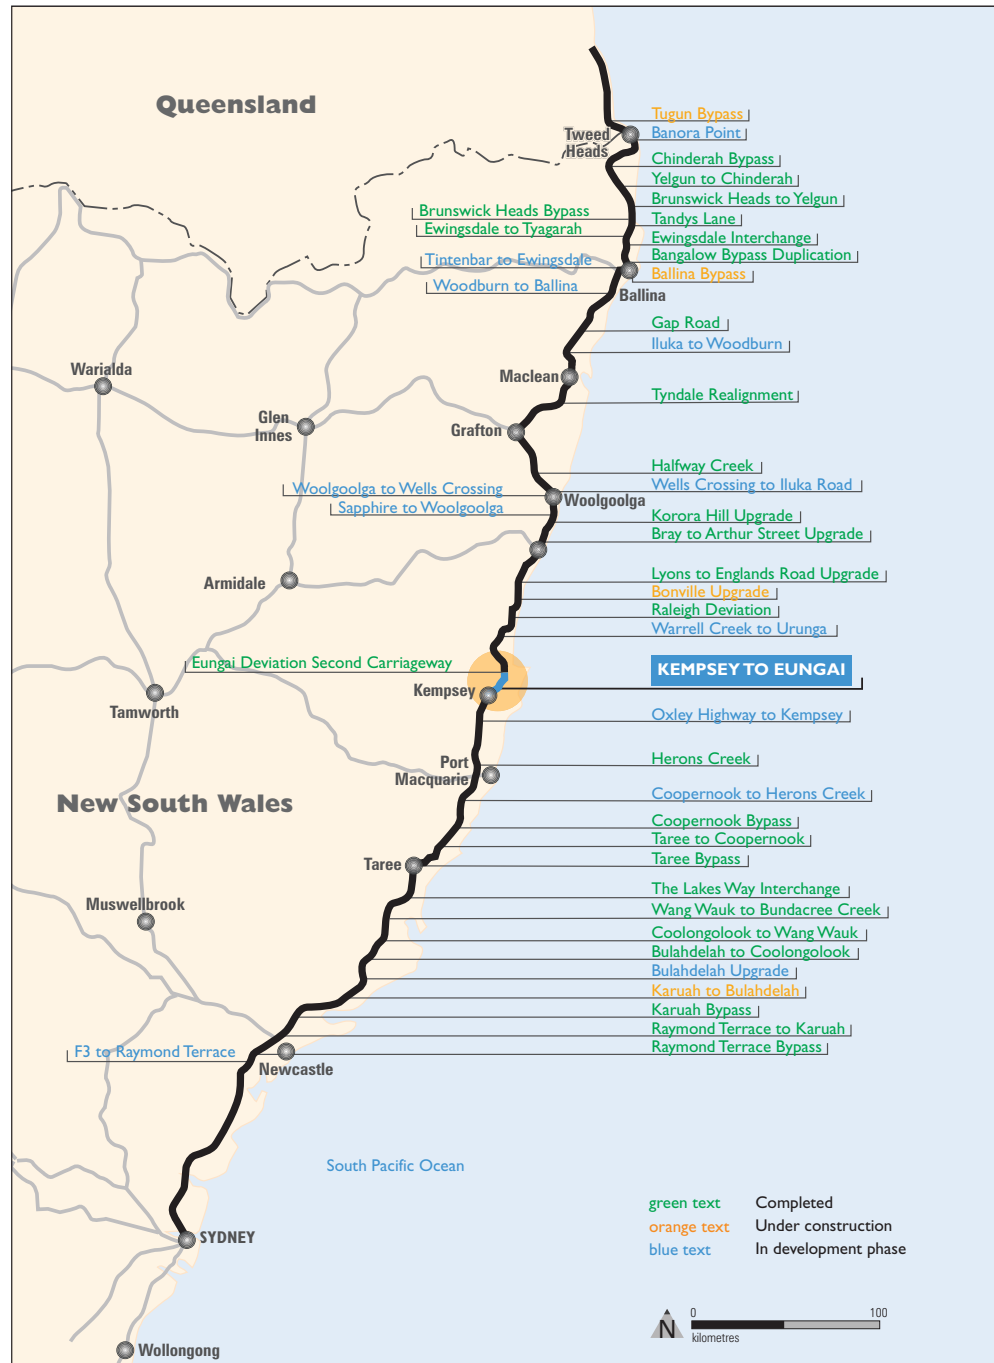 Queensland
Tugun Bypass
Tweed
Heads
Banora Point
Chinderah Bypass
Yelgun to Chinderah
Brunswick Heads to Yelgun
Brunswick Heads Bypass
Tandys Lane
Ewingsdale to Tyagarah
Ewingsdale Interchange
Bangalow Bypass Duplication
Tintenbar to Ewingsdale
Ballina Bypass
Woodburn to Ballina
Ballina
Gap Road
Iluka to Woodburn
Warialda
Maclean
Tyndale Realignment
Glen
Innes
Grafton
Halfway Creek
Woolgoolga to Wells Crossing
Wells Crossing to Iluka Road
Woolgoolga
Sapphire to Woolgoolga
Korora Hill Upgrade
Bray to Arthur Street Upgrade
Armidale
Lyons to Englands Road Upgrade
Bonville Upgrade
Raleigh Deviation
Warrell Creek to Urunga
Eungai Deviation Second Carriageway
KEMPSEY TO EUNGAI
Kempsey
Tamworth
Oxley Highway to Kempsey
Port
Macquarie
Herons Creek
New South Wales
Coopernook to Herons Creek
Coopernook Bypass
Taree to Coopernook
Taree
Taree Bypass
The Lakes Way Interchange
Muswellbrook
Wang Wauk to Bundacree Creek
Coolongolook to Wang Wauk
Bulahdelah to Coolongolook
Bulahdelah Upgrade
Karuah to Bulahdelah
Karuah Bypass
Raymond Terrace to Karuah
F3 to Raymond Terrace
Raymond Terrace Bypass
Newcastle
South Pacific Ocean
green text Completed
orange text Under construction
blue text In development phase
SYDNEY
N
0 100
kilometres
Wollongong